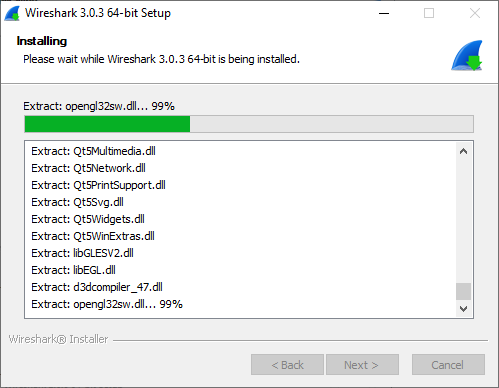 Wireshark 3.0.3 64-bit Setup
Installing
Please wait while Wireshark 3.0.3 64-bit is being installed.
Extract: opengl32sw.dll... 99%
Extract: Qt5Multimedia.dll
Extract: Qt5Network.dll
Extract: Qt5PrintSupport.dll
Extract: Qt5Svg.dll
Extract: Qt5Widgets.dll
Extract: Qt5WinExtras.dll
Extract: libGLESV2.dll
Extract: libEGL.dll
Extract: d3dcompiler_47.dll
Extract: opengl32sw.dll... 99%
Wireshark® Installer
< Back Next > Cancel